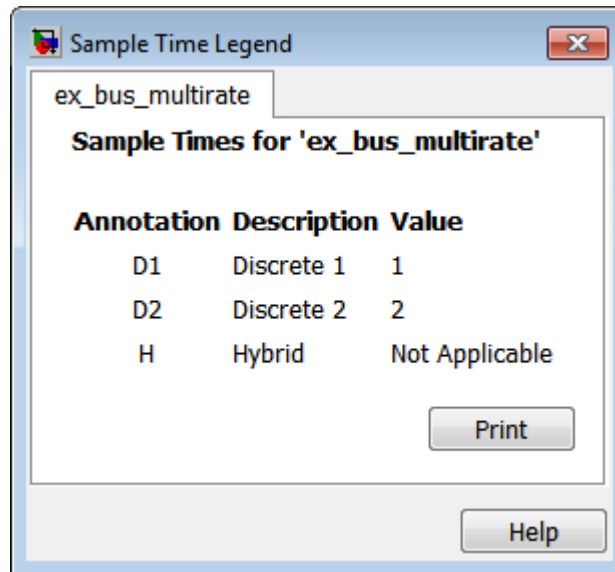 Sample Time Legend
ex_bus_multirate
Sample Times for 'ex_bus_multirate'
Annotation Description Value
D1 Discrete 1 1
D2 Discrete 2 2
H Hybrid Not Applicable
Print
Help